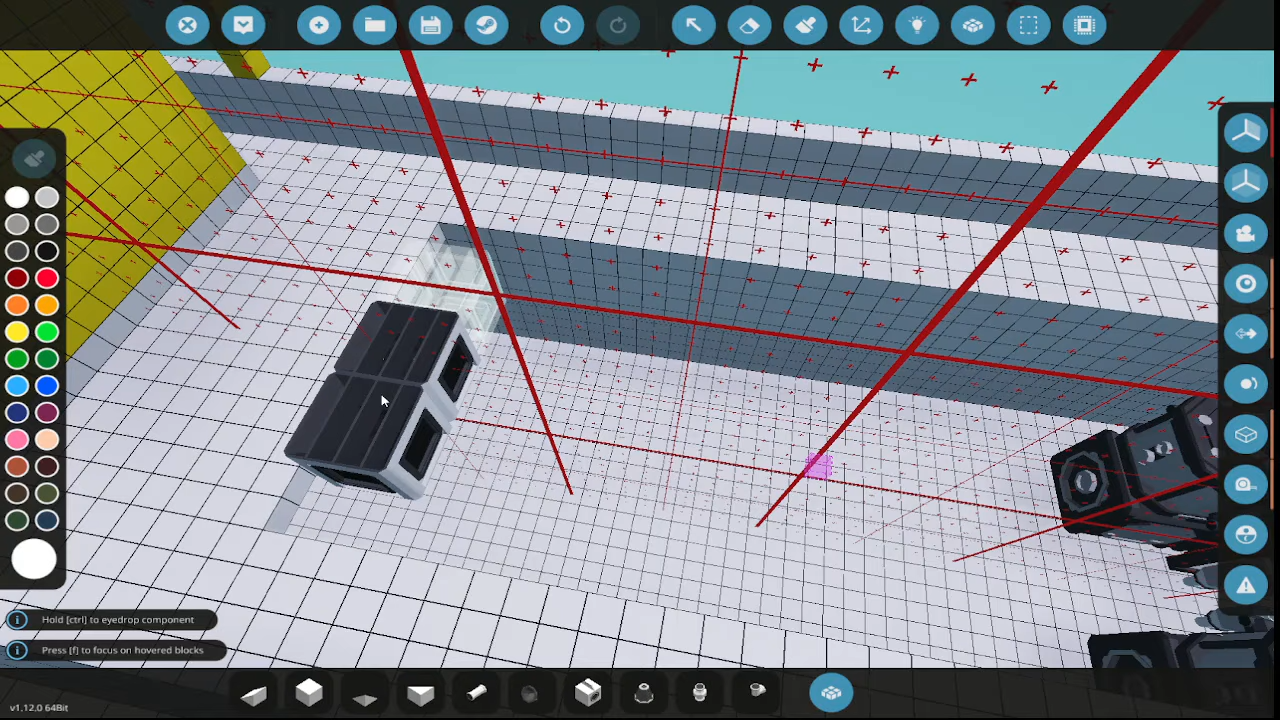 Hold [ctrl] to eyedrop component
Press [f] to focus on hovered blocks
v1.12.0 64Bit